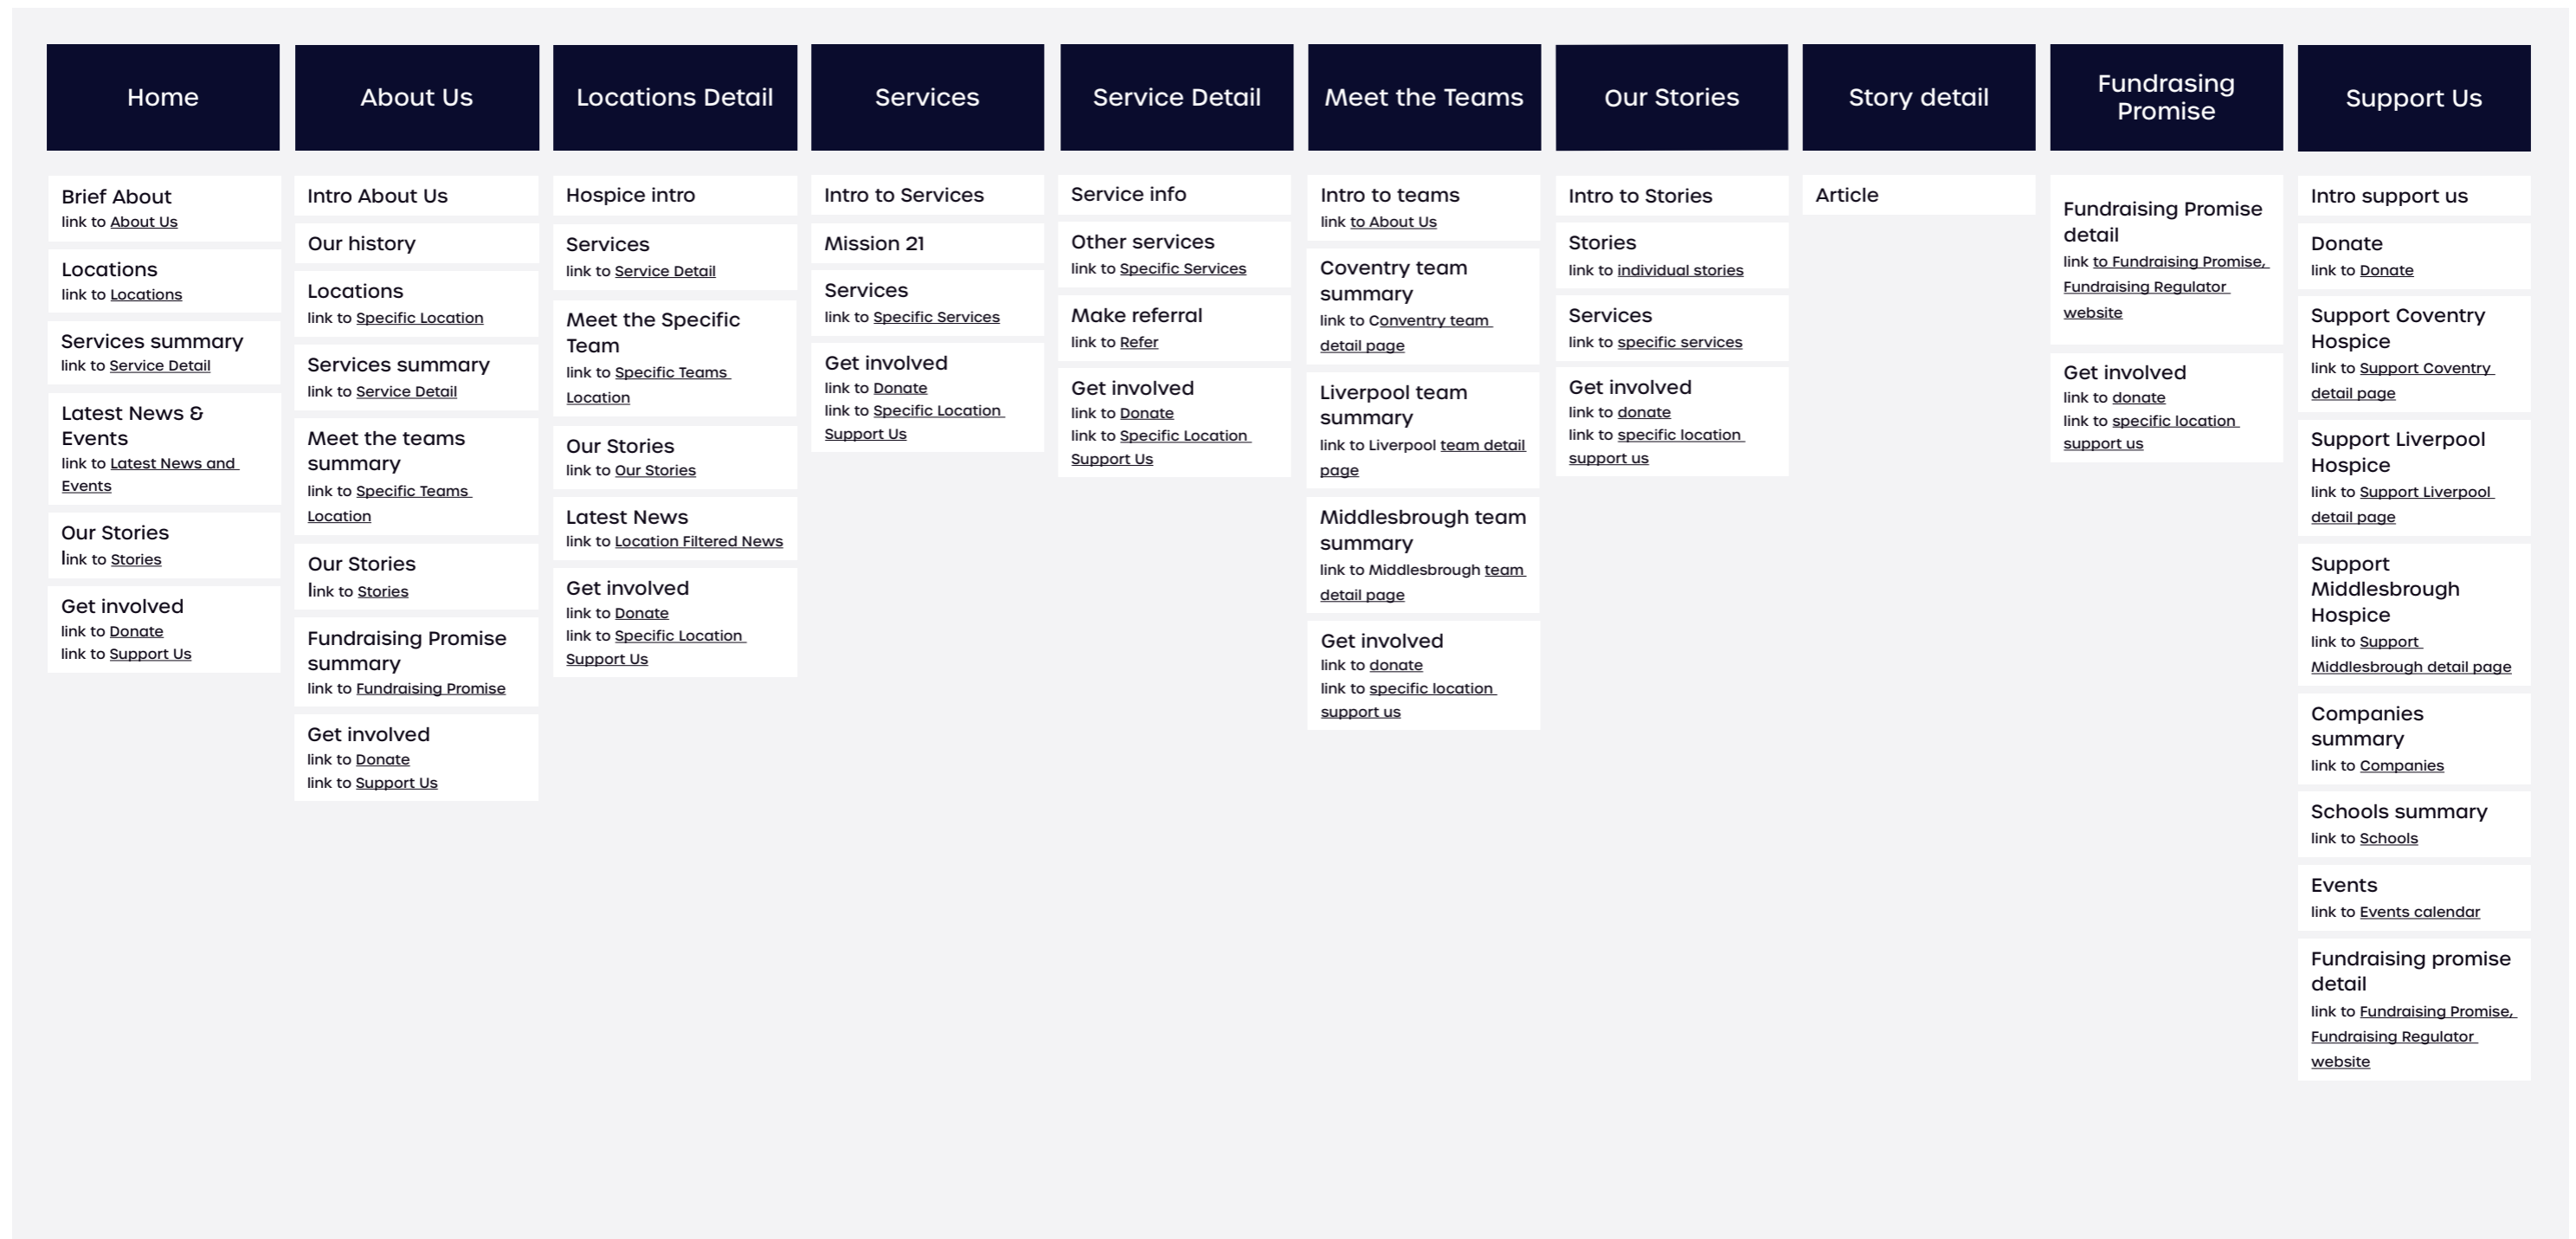 Home
Brief About
link to About Us
Locations
link to Locations
Services summary
link to Service Detail
Latest News &
Events
link to Latest News and
Events
Our Stories
link to Stories
Get involved
link to Donate
link to Support Us
About Us
Intro About Us
Our history
Locations
link to Specific Location
Services summary
link to Service Detail
Meet the teams
summary
link to Specific Teams
Location
Our Stories
link to Stories
Fundraising Promise
summary
link to Fundraising Promise
Get involved
link to Donate
link to Support Us
Locations Detail
Hospice intro
Services
link to Service Detail
Meet the Specific
Team
link to Specific Teams
Location
Our Stories
link to Our Stories
Latest News
link to Location Filtered News
Get involved
link to Donate
link to Specific Location
Support Us
Services
Intro to Services
Mission 21
Services
link to Specific Services
Get involved
link to Donate
link to Specific Location
Support Us
Service Detail
Service info
Other services
link to Specific Services
Make referral
link to Refer
Get involved
link to Donate
link to Specific Location
Support Us
Meet the Teams
Intro to teams
link to About Us
Coventry team
summary
link to Conventry team
detail page
Liverpool team
summary
link to Liverpool team detail
page
Middlesbrough team
summary
link to Middlesbrough team
detail page
Get involved
link to donate
link to specific location
support us
Our Stories
Intro to Stories
Stories
link to individual stories
Services
link to specific services
Get involved
link to donate
link to specific location
support us
Story detail
Article
Fundrasing
Promise
Fundraising Promise
detail
link to Fundraising Promise,
Fundraising Regulator
website
Get involved
link to donate
link to specific location
support us
Support Us
Intro support us
Donate
link to Donate
Support Coventry
Hospice
link to Support Coventry
detail page
Support Liverpool
Hospice
link to Support Liverpool
detail page
Support
Middlesbrough
Hospice
link to Support
Middlesbrough detail page
Companies
summary
link to Companies
Schools summary
link to Schools
Events
link to Events calendar
Fundraising promise
detail
link to Fundraising Promise,
Fundraising Regulator
website